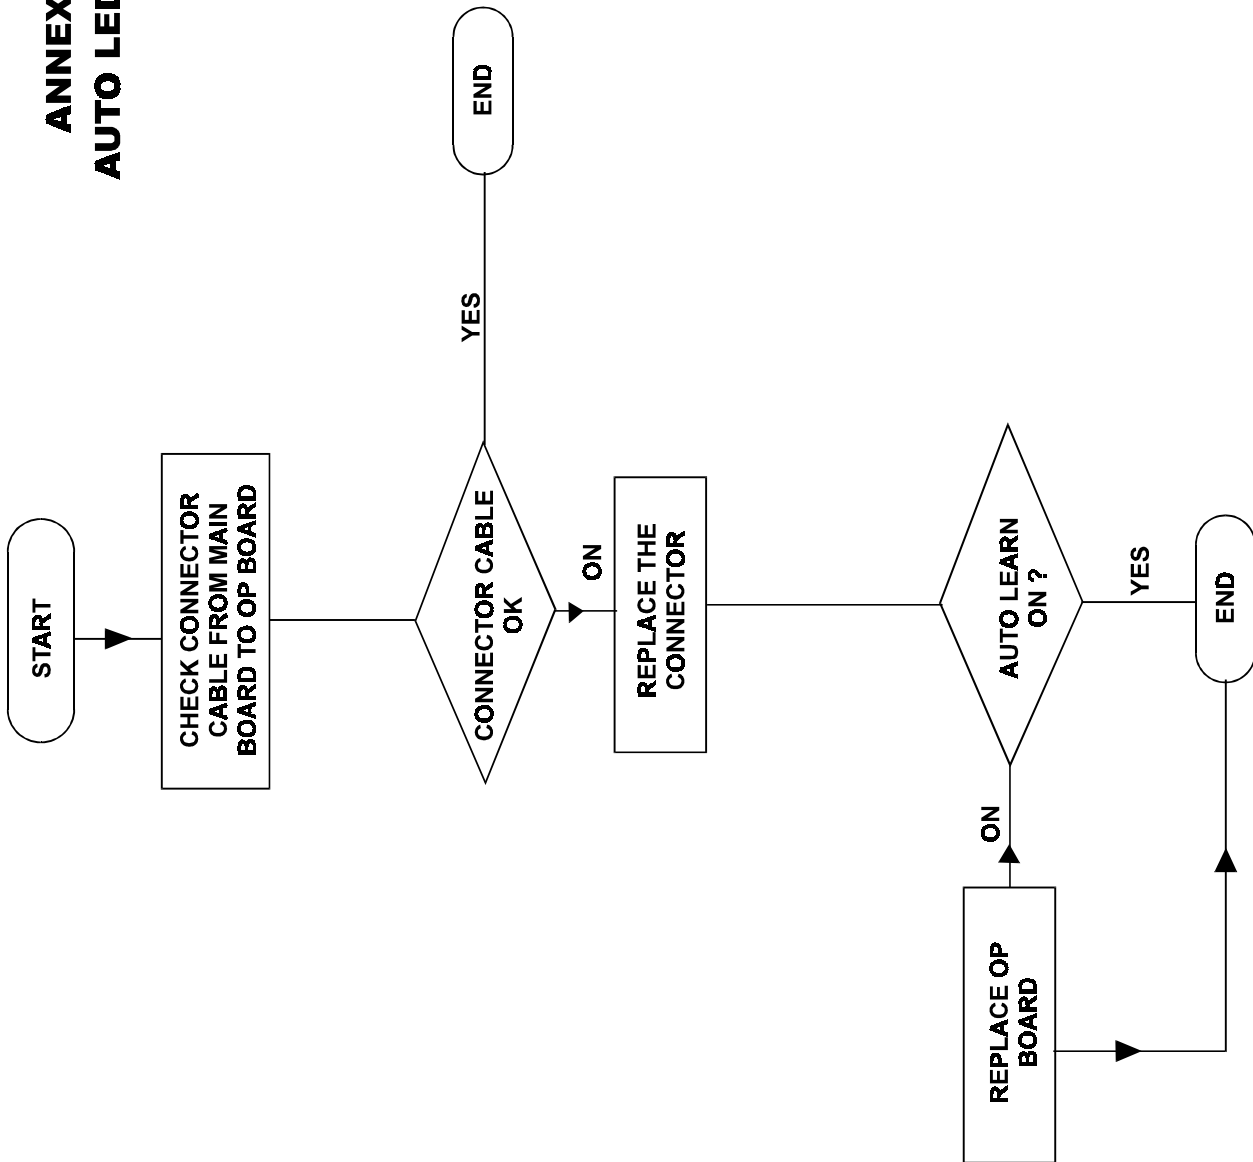 ANNEX
AUTO LED
START
CHECK CONNECTOR
CABLE FROM MAIN
BOARD TO OP BOARD
CONNECTOR CABLE
OK
YES
END
ON
REPLACE THE
CONNECTOR
AUTO LEARN
ON ?
ON
REPLACE OP
BOARD
YES
END